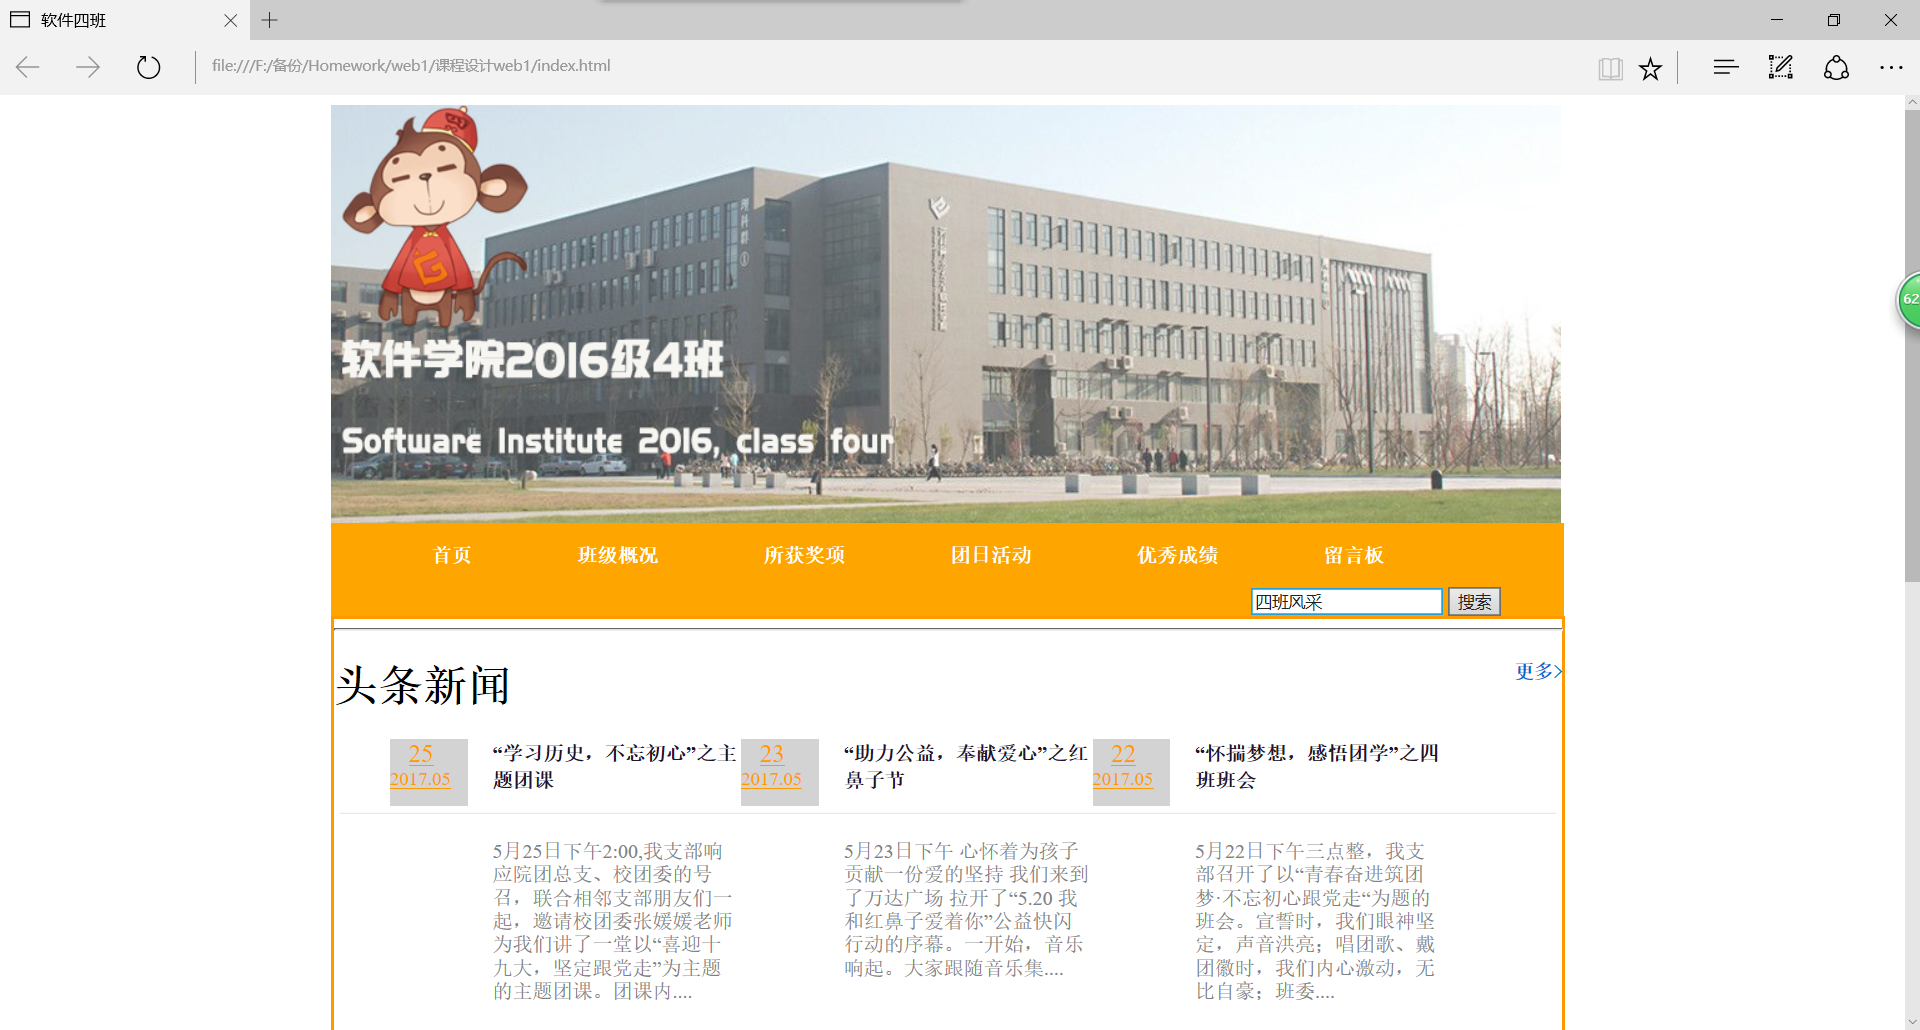 软件四班
file:///F:/备份/Homework/web1/课程设计web1/index.html
62
四
理科群①
软件学院2016级4班
Software Institute 2016, class four
首页 班级概况 所获奖项 团日活动 优秀成绩 留言板
四班风采 搜索
头条新闻
更多>
25
2017.05
“学习历史，不忘初心”之主
题团课
23
2017.05
“助力公益，奉献爱心”之红
鼻子节
22
2017.05
“怀揣梦想，感悟团学”之四
班班会
5月25日下午2:00,我支部响
应院团总支、校团委的号
召，联合相邻支部朋友们一
起，邀请校团委张媛媛老师
为我们讲了一堂以“喜迎十
九大，坚定跟党走”为主题
的主题团课。团课内....
5月23日下午 心怀着为孩子
贡献一份爱的坚持 我们来到
了万达广场 拉开了“5.20 我
和红鼻子爱着你”公益快闪
行动的序幕。一开始，音乐
响起。大家跟随音乐集....
5月22日下午三点整，我支
部召开了以“青春奋进筑团
梦·不忘初心跟党走“为题的
班会。宣誓时，我们眼神坚
定，声音洪亮；唱团歌、戴
团徽时，我们内心激动，无
比自豪；班委....